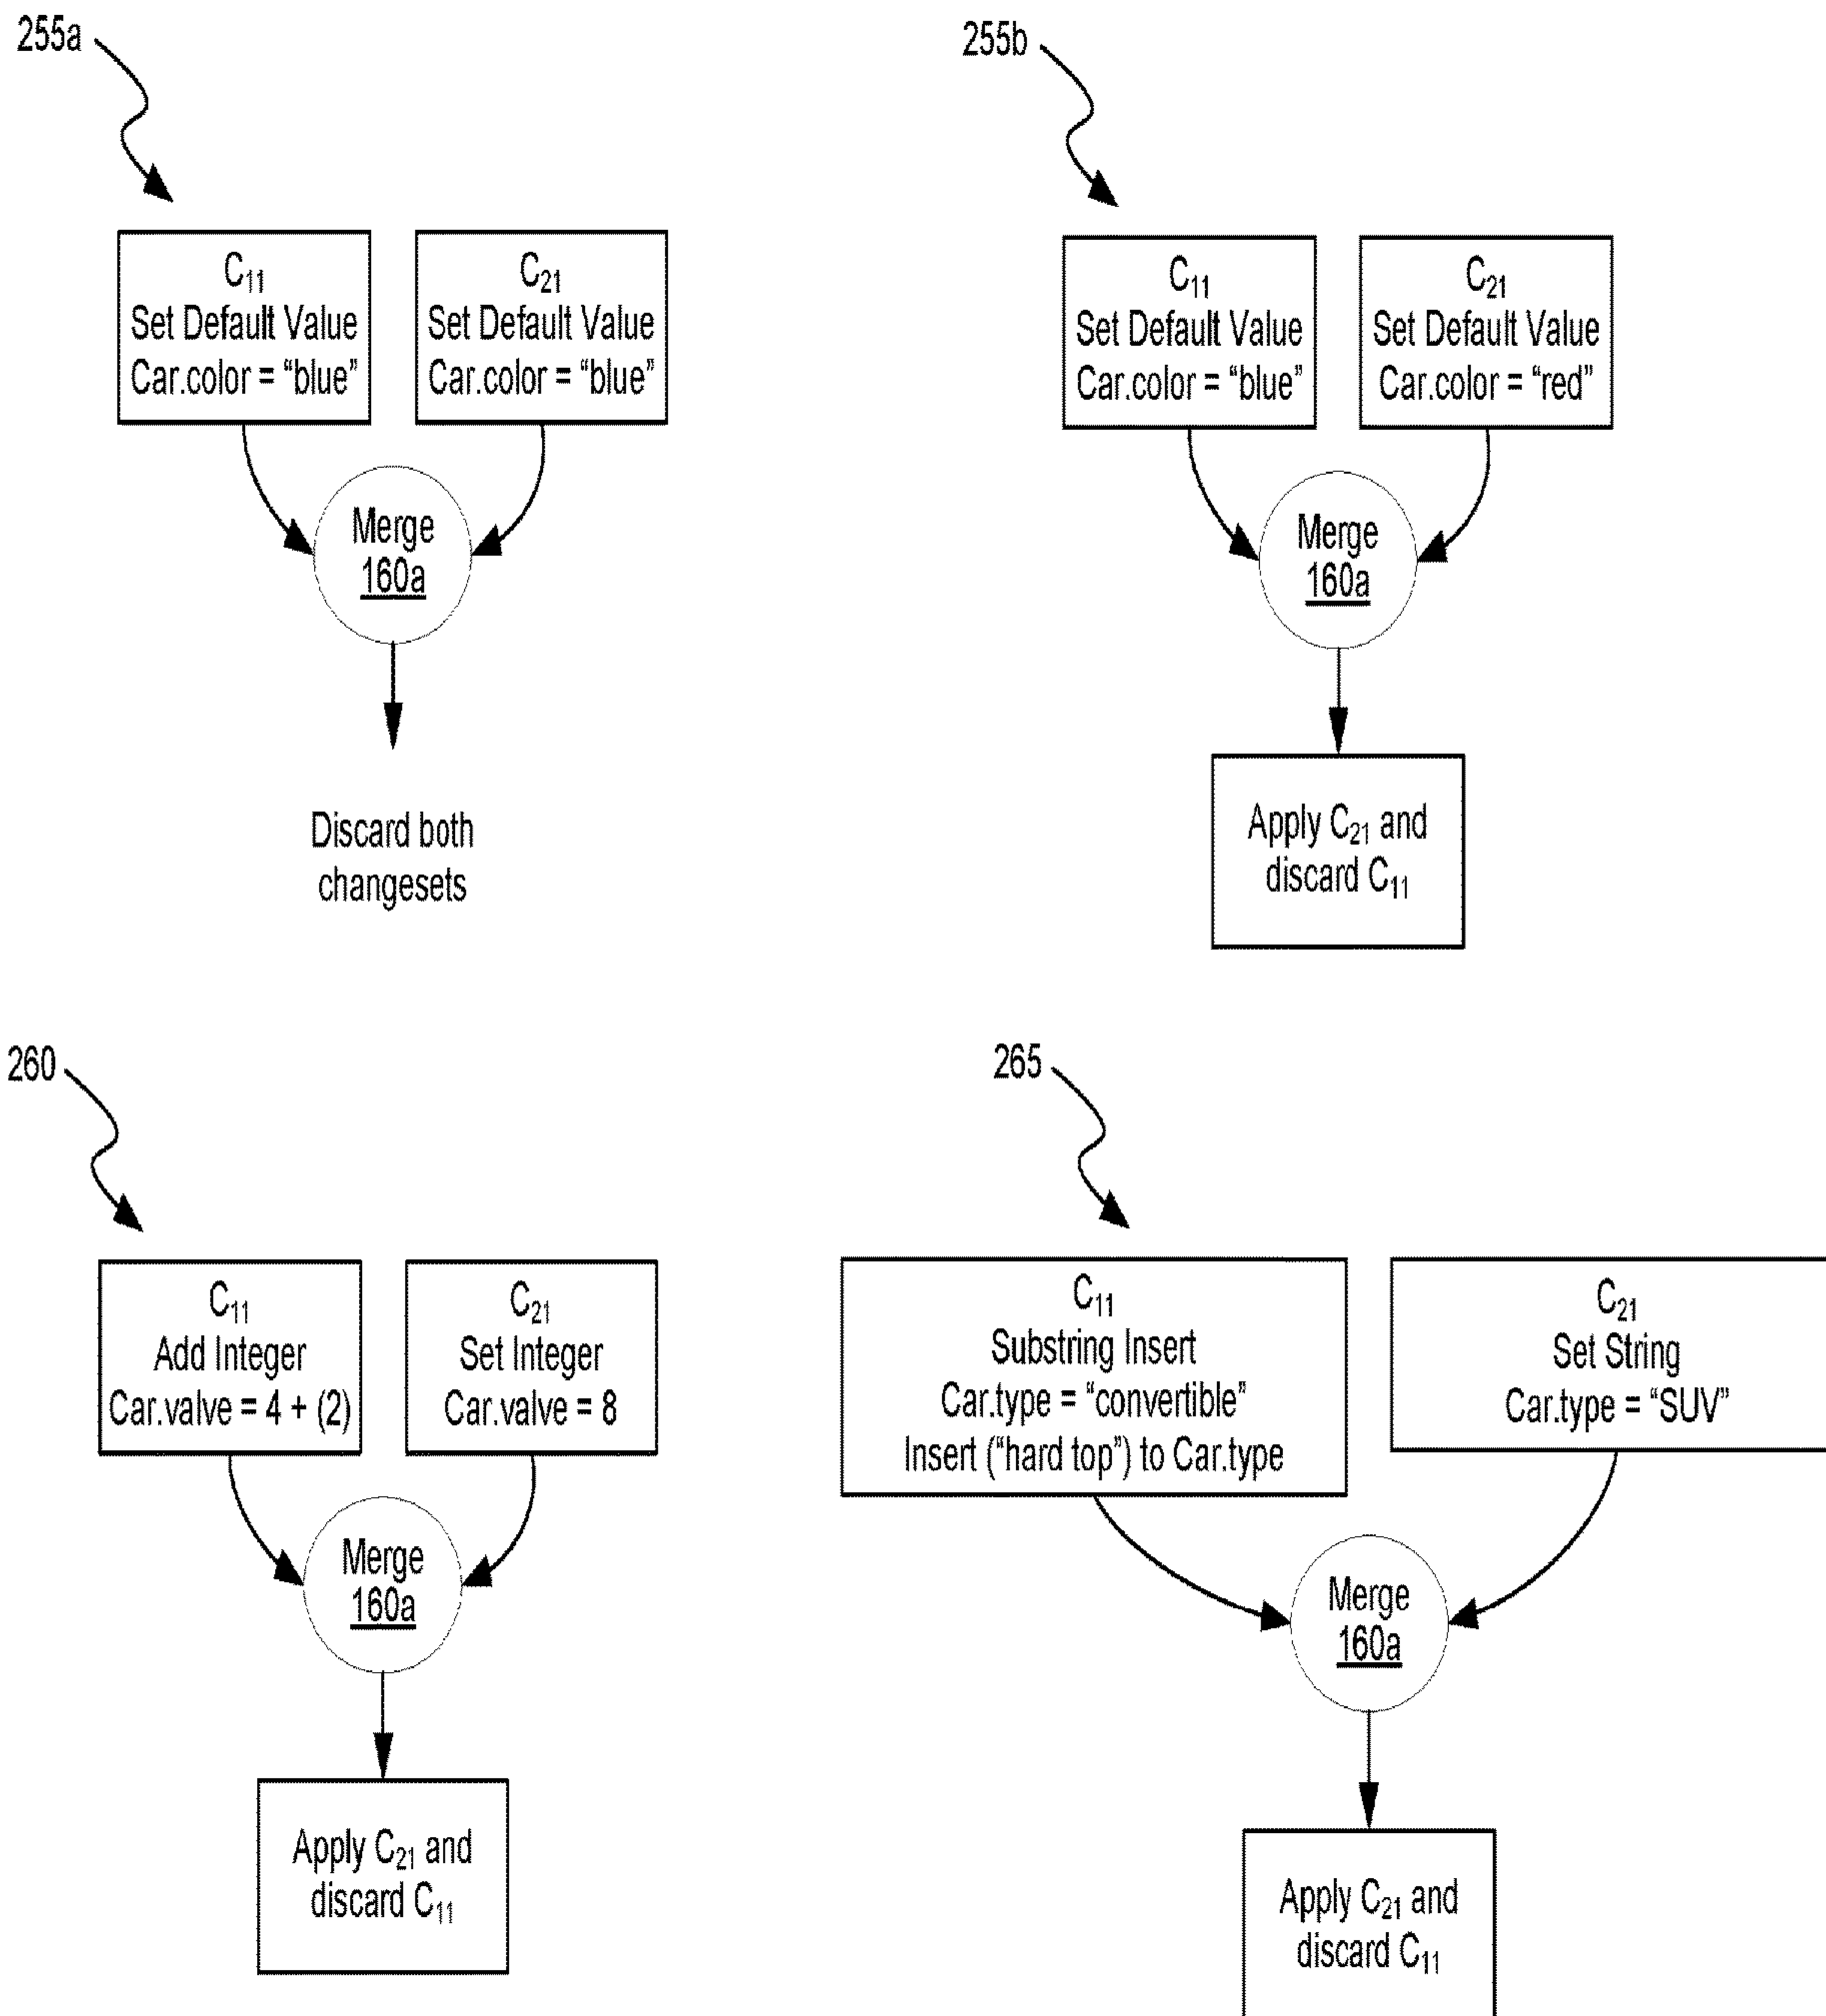 255a
C11
Set Default Value
Car.color = “blue”
C21
Set Default Value
Car.color = “blue”
Merge
160a
Discard both
changesets
255b
C11
Set Default Value
Car.color = “blue”
C21
Set Default Value
Car.color = “red”
Merge
160a
Apply C21 and
discard C11
260
C11
Add Integer
Car.valve = 4 + (2)
C21
Set Integer
Car.valve = 8
Merge
160a
Apply C21 and
discard C11
265
C11
Substring Insert
Car.type = “convertible”
Insert (“hard top”) to Car.type
C21
Set String
Car.type = “SUV”
Merge
160a
Apply C21 and
discard C11